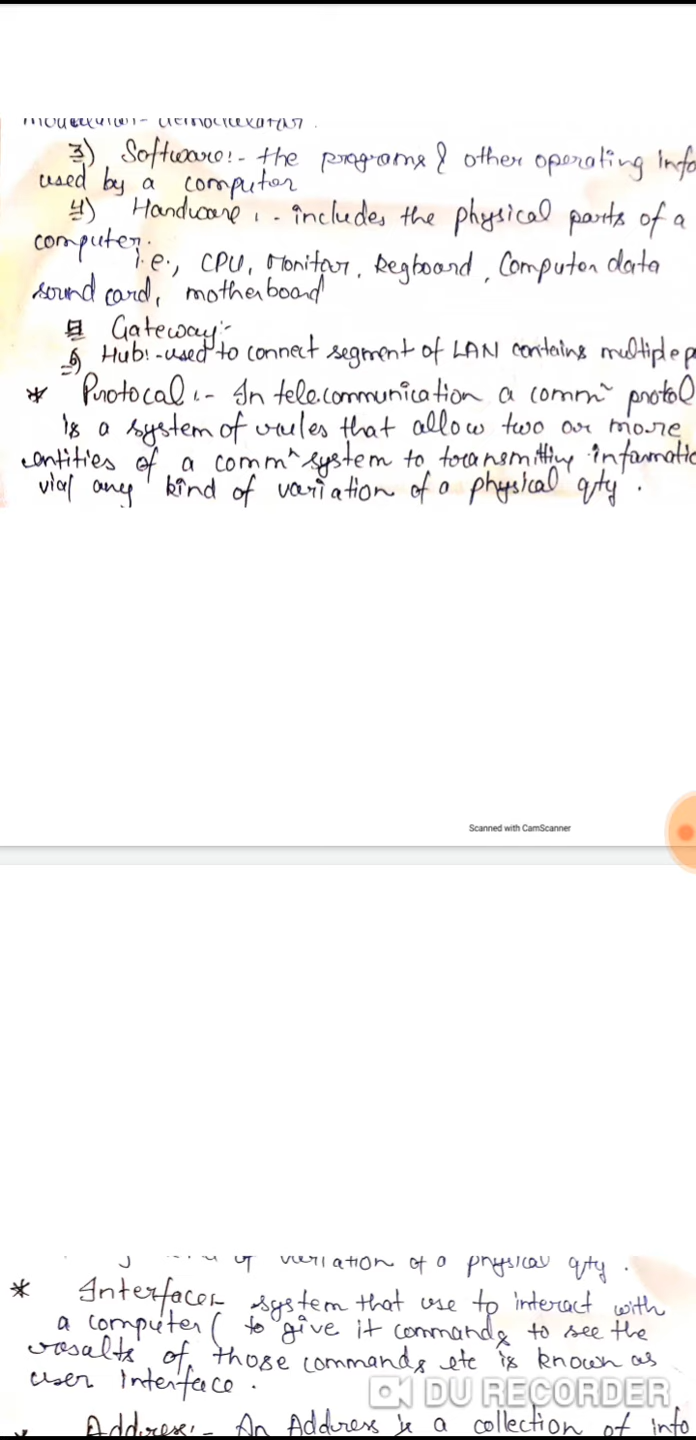 3) Software:- the programs & other operating info
used by a computer
4) Hardware :- includes the physical parts of a
computer.
i.e., CPU, Monitor, Keyboard, Computer data
sound card, motherboard
Gateway:-
Hub:- used to connect segment of LAN contains multiple p
* Protocal :- In telecommunication a commⁿ protol
is a system of rules that allow two or more
entities of a commⁿ system to transmitting informatio
via any kind of variation of a physical qty.
Scanned with CamScanner
of variation of a physical qty.
* Interface:- system that use to interact with
a computer ( to give it commands to see the
resalts of those commands etc is known as
user interface.
DU RECORDER
* Address:- An Address is a collection of info